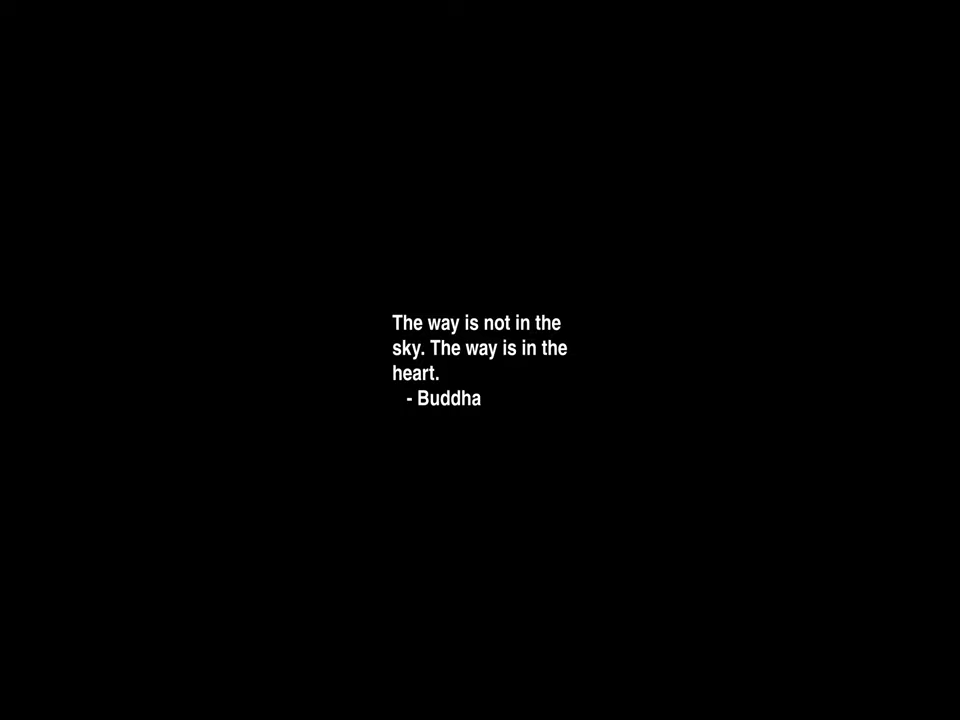 The way is not in the
sky. The way is in the
heart.
- Buddha